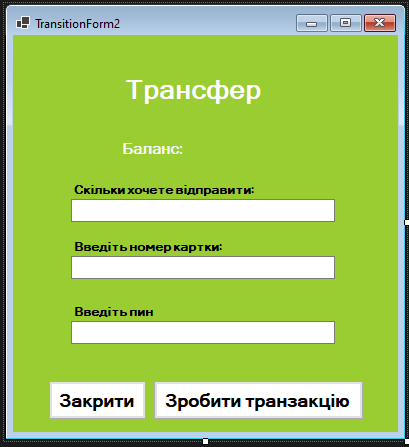 TransitionForm2
Трансфер
Баланс:
Скільки хочете відправити:
Введіть номер картки:
Введіть пин
Закрити Зробити транзакцію